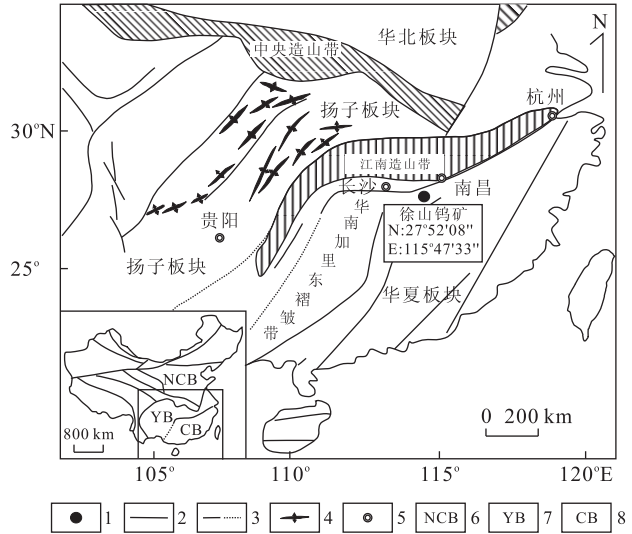 N
华北板块
中央造山带
杭州
扬子板块
30°N
江南造山带
长沙
南昌
徐山钨矿
N:27°52′08″
E:115°47′33″
贵阳
华南加里东褶皱带
扬子板块
25°
华夏板块
NCB
YB
CB
800 km
0 200 km
105°
110°
115°
120°E
1
2
3
4
5
NCB 6
YB 7
CB 8